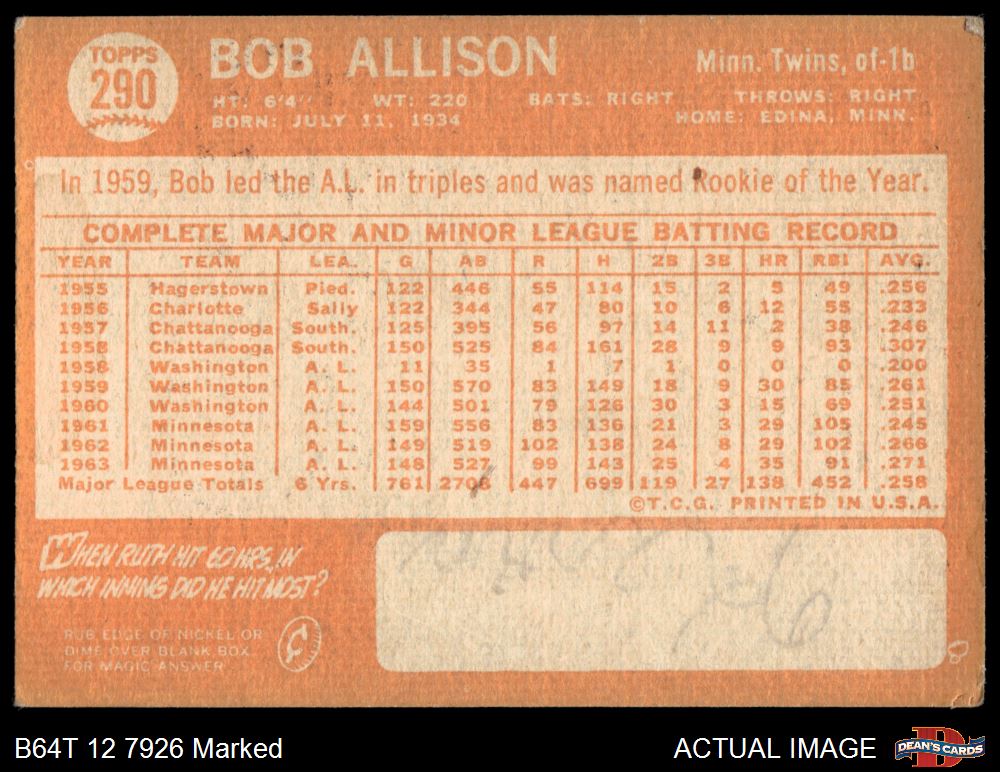 TOPPS
290
BOB ALLISON
Minn. Twins, of-1b
HT: 6'4" WT: 220 BATS: RIGHT THROWS: RIGHT
BORN: JULY 11, 1934 HOME: EDINA, MINN.
In 1959, Bob led the A.L. in triples and was named Rookie of the Year.
COMPLETE MAJOR AND MINOR LEAGUE BATTING RECORD
YEAR TEAM LEA. G AB R H 2B 3B HR RBI AVG.
1955 Hagerstown Pied. 122 446 55 114 15 2 5 49 .256
1956 Charlotte Sally 122 344 47 80 10 6 12 55 .233
1957 Chattanooga South. 125 395 56 97 14 11 2 38 .246
1958 Chattanooga South. 150 525 84 161 28 9 9 93 .307
1958 Washington A. L. 11 35 1 7 1 0 0 0 .200
1959 Washington A. L. 150 570 83 149 18 9 30 85 .261
1960 Washington A. L. 144 501 79 126 30 3 15 69 .251
1961 Minnesota A. L. 159 556 83 136 21 3 29 105 .245
1962 Minnesota A. L. 149 519 102 138 24 8 29 102 .266
1963 Minnesota A. L. 148 527 99 143 25 4 35 91 .271
Major League Totals 6 Yrs. 761 2708 447 699 119 27 138 452 .258
©T.C.G. PRINTED IN U.S.A.
WHEN RUTH HIT 60 HRS., IN
WHICH INNING DID HE HIT MOST?
RUB EDGE OF NICKEL OR
DIME OVER BLANK BOX
FOR MAGIC ANSWER
B64T 12 7926 Marked
ACTUAL IMAGE
DEAN'S CARDS